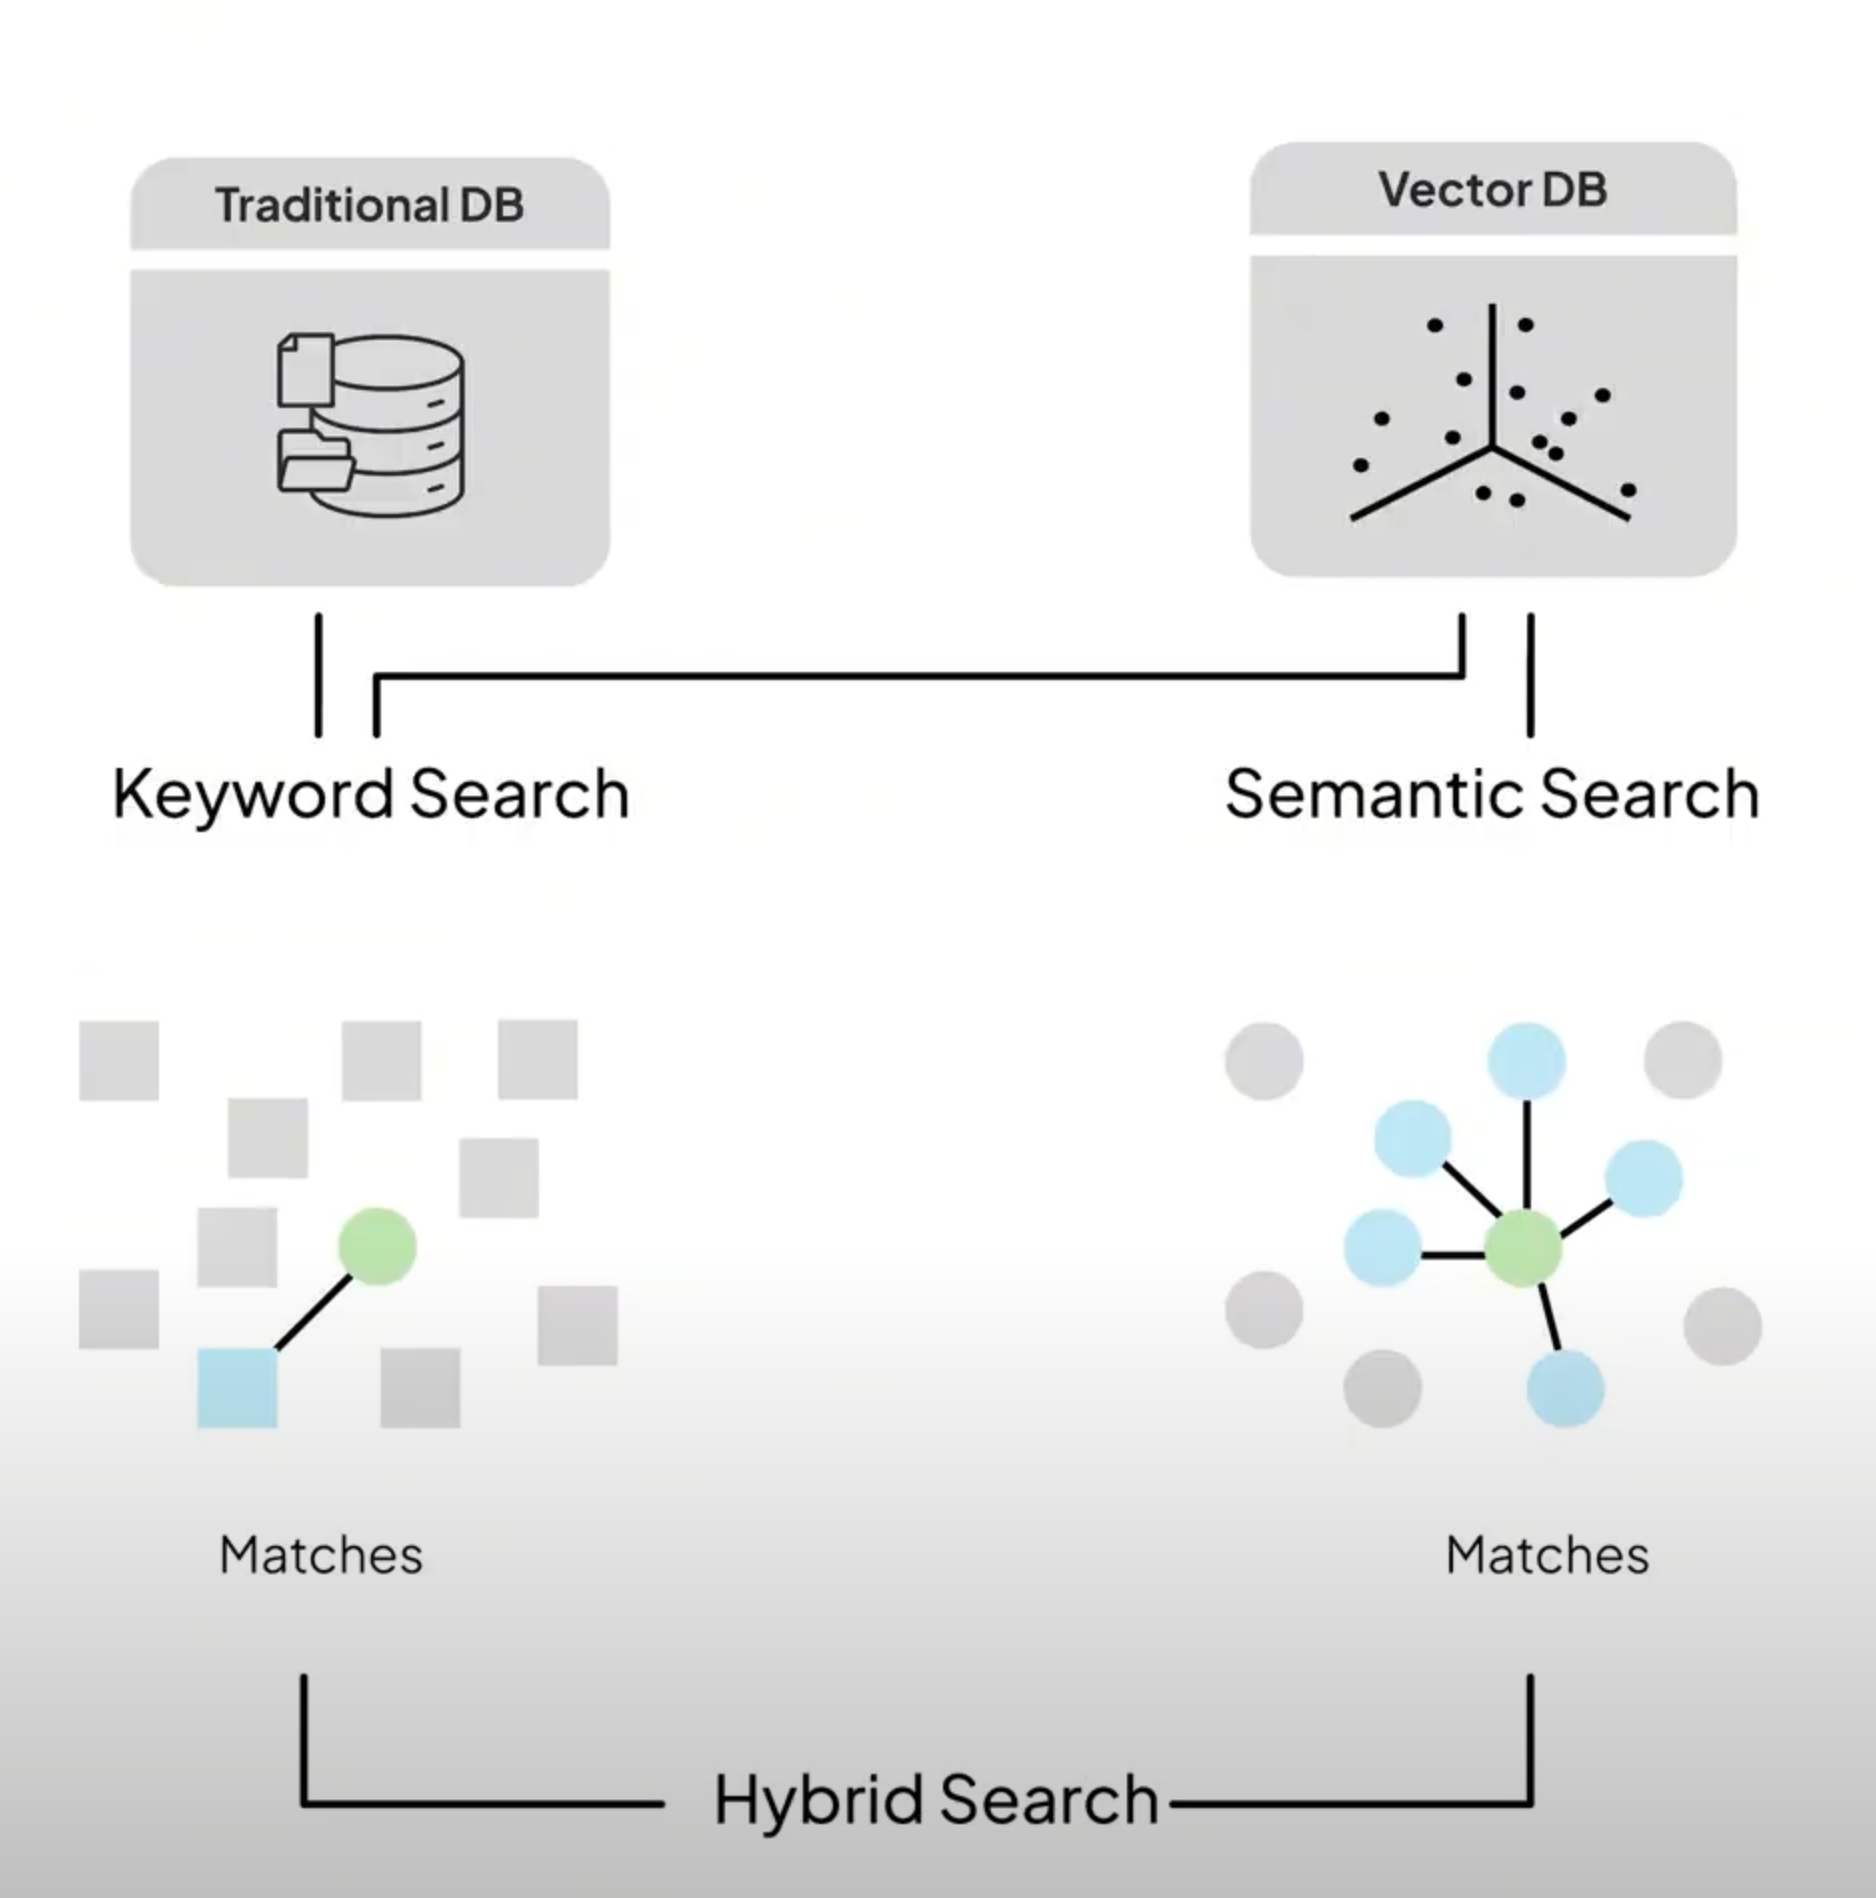 Traditional DB
Vector DB
Keyword Search
Semantic Search
Matches
Matches
Hybrid Search